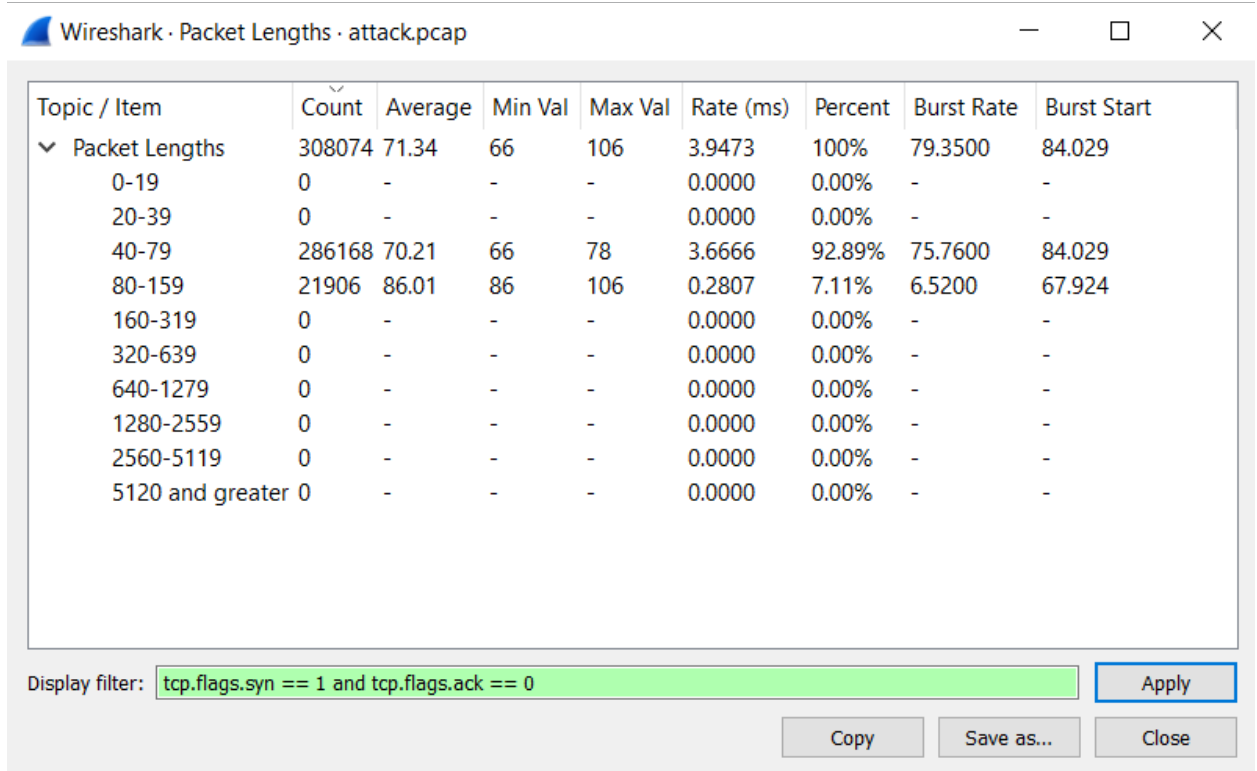 Wireshark · Packet Lengths · attack.pcap
Topic / Item Count Average Min Val Max Val Rate (ms) Percent Burst Rate Burst Start
Packet Lengths 308074 71.34 66 106 3.9473 100% 79.3500 84.029
0-19 0 - - - 0.0000 0.00% - -
20-39 0 - - - 0.0000 0.00% - -
40-79 286168 70.21 66 78 3.6666 92.89% 75.7600 84.029
80-159 21906 86.01 86 106 0.2807 7.11% 6.5200 67.924
160-319 0 - - - 0.0000 0.00% - -
320-639 0 - - - 0.0000 0.00% - -
640-1279 0 - - - 0.0000 0.00% - -
1280-2559 0 - - - 0.0000 0.00% - -
2560-5119 0 - - - 0.0000 0.00% - -
5120 and greater 0 - - - 0.0000 0.00% - -
Display filter: tcp.flags.syn == 1 and tcp.flags.ack == 0 Apply
Copy Save as... Close